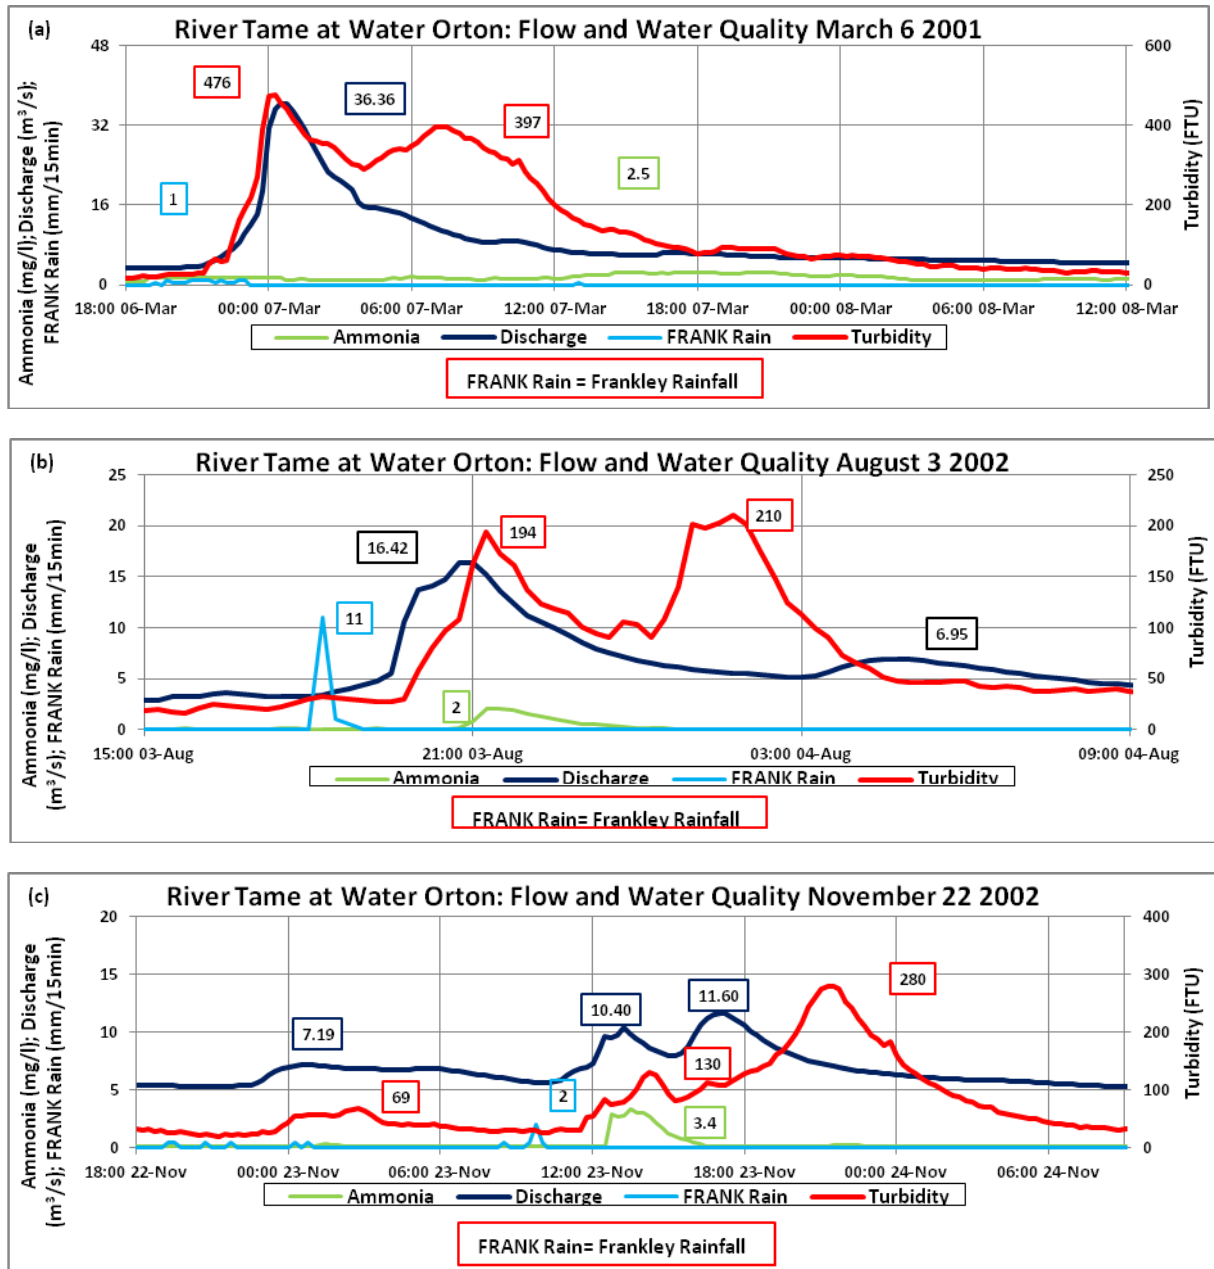 (a)
River Tame at Water Orton: Flow and Water Quality March 6 2001
Ammonia (mg/l); Discharge (m³/s);
FRANK Rain (mm/15min)
48
32
16
0
600
400
200
0
Turbidity (FTU)
476
36.36
397
2.5
1
18:00 06-Mar
00:00 07-Mar
06:00 07-Mar
12:00 07-Mar
18:00 07-Mar
00:00 08-Mar
06:00 08-Mar
12:00 08-Mar
Ammonia Discharge FRANK Rain Turbidity
FRANK Rain = Frankley Rainfall
(b)
River Tame at Water Orton: Flow and Water Quality August 3 2002
Ammonia (mg/l); Discharge
(m³/s); FRANK Rain (mm/15min)
25
20
15
10
5
0
250
200
150
100
50
0
Turbidity (FTU)
16.42
194
210
11
6.95
2
15:00 03-Aug
21:00 03-Aug
03:00 04-Aug
09:00 04-Aug
Ammonia Discharge FRANK Rain Turbidity
FRANK Rain= Frankley Rainfall
(c)
River Tame at Water Orton: Flow and Water Quality November 22 2002
Ammonia (mg/l); Discharge
(m³/s); FRANK Rain (mm/15min)
20
15
10
5
0
400
300
200
100
0
Turbidity (FTU)
7.19
10.40
11.60
280
130
69
2
3.4
18:00 22-Nov
00:00 23-Nov
06:00 23-Nov
12:00 23-Nov
18:00 23-Nov
00:00 24-Nov
06:00 24-Nov
Ammonia Discharge FRANK Rain Turbidity
FRANK Rain= Frankley Rainfall